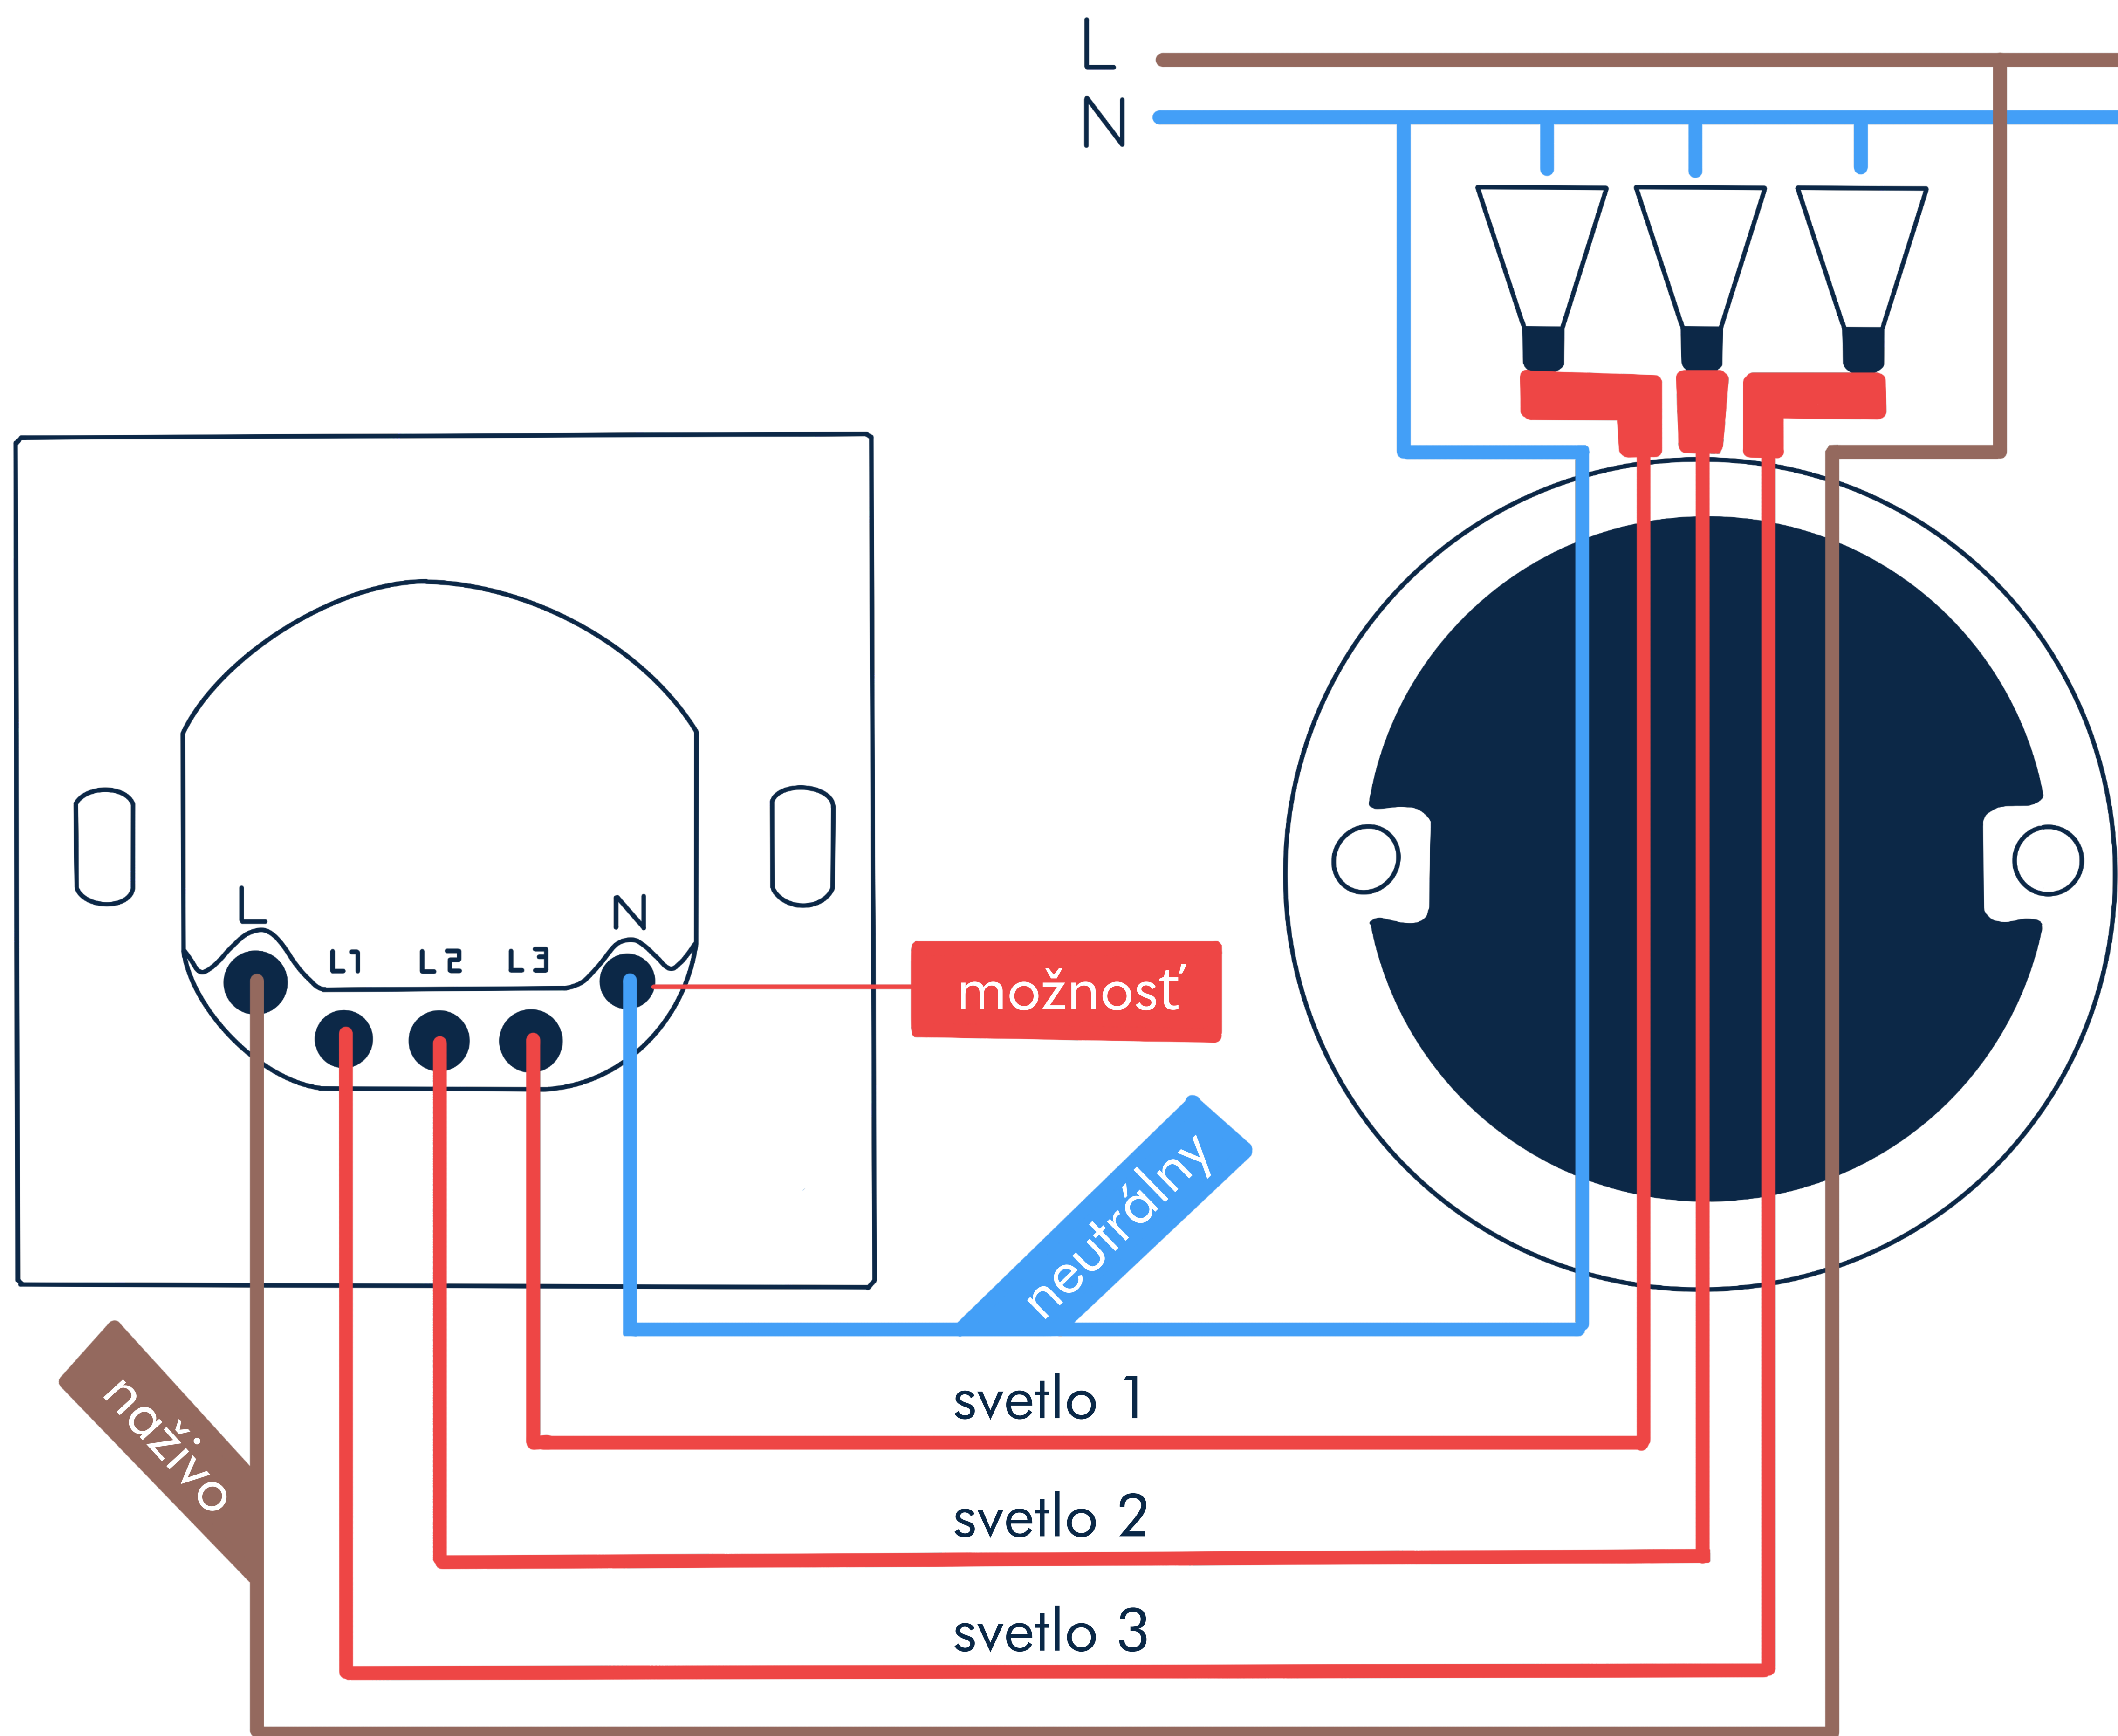 L
N
L
N
L1
L2
L3
možnosť
neutrálny
naživo
svetlo 1
svetlo 2
svetlo 3